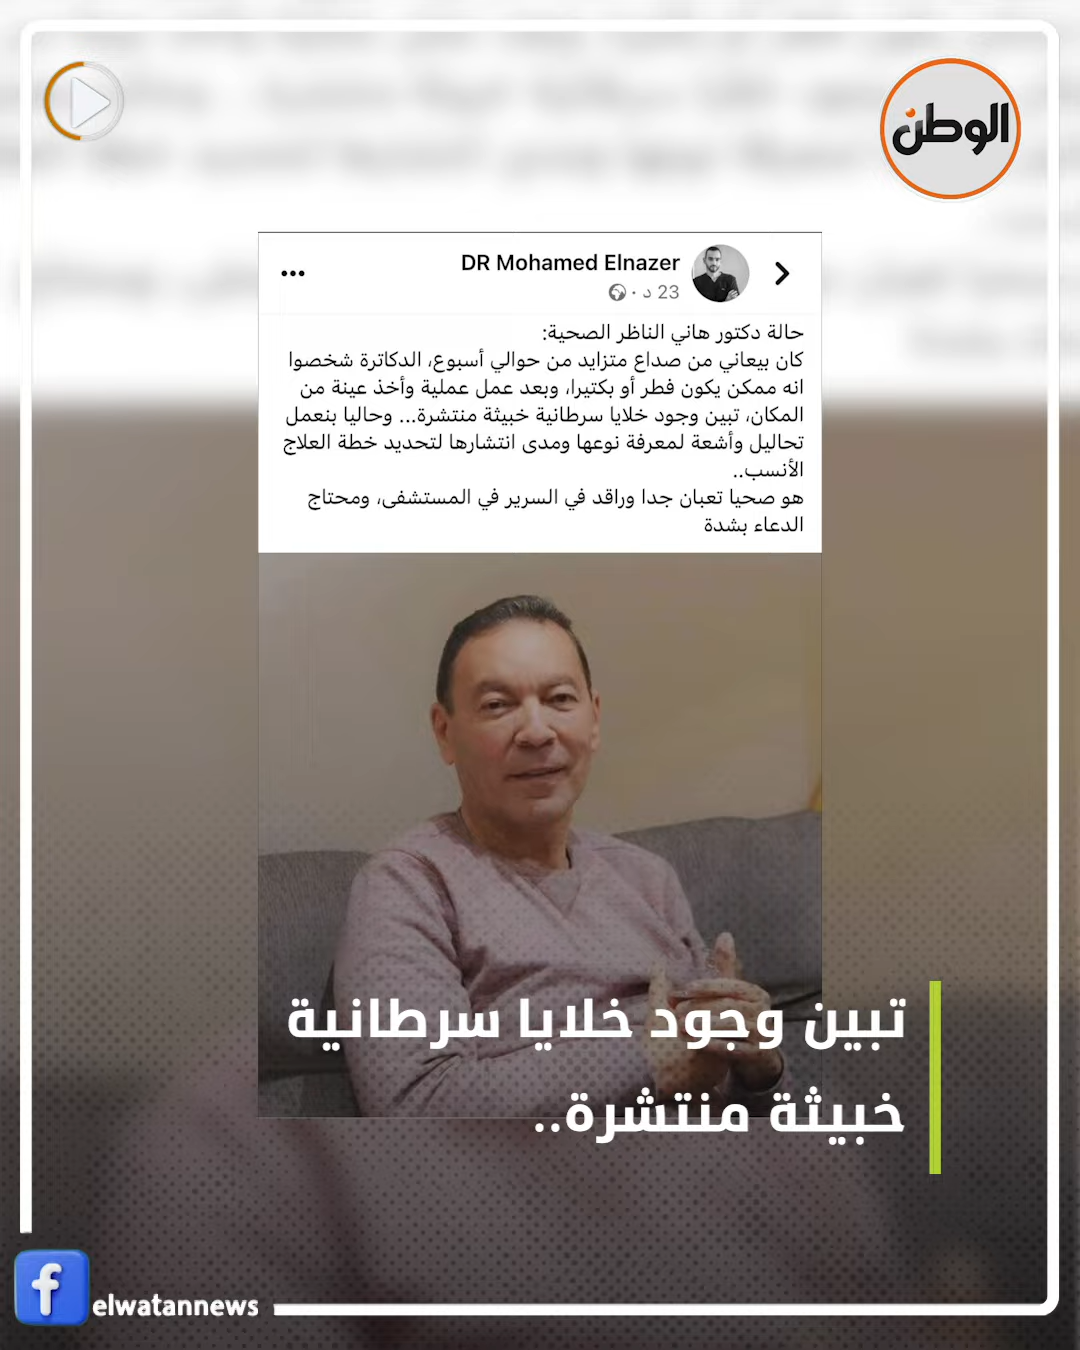 الوطن
DR Mohamed Elnazer
23 د ·
حالة دكتور هاني الناظر الصحية:
كان بيعاني من صداع متزايد من حوالي أسبوع، الدكاترة شخصوا
انه ممكن يكون فطر أو بكتيريا، وبعد عمل عملية وأخذ عينة من
المكان، تبين وجود خلايا سرطانية خبيثة منتشرة... وحاليا بنعمل
تحاليل وأشعة لمعرفة نوعها ومدى انتشارها لتحديد خطة العلاج
الأنسب..
هو صحيا تعبان جدا وراقد في السرير في المستشفى، ومحتاج
الدعاء بشدة
تبين وجود خلايا سرطانية
خبيثة منتشرة..
elwatannews